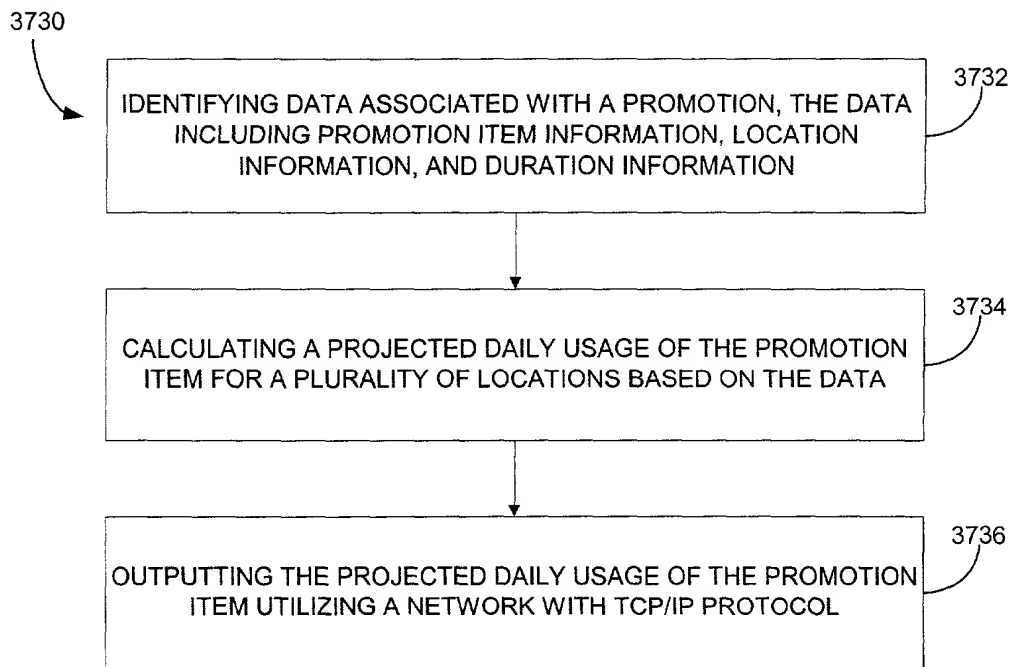 3730
3732
IDENTIFYING DATA ASSOCIATED WITH A PROMOTION, THE DATA
INCLUDING PROMOTION ITEM INFORMATION, LOCATION
INFORMATION, AND DURATION INFORMATION
3734
CALCULATING A PROJECTED DAILY USAGE OF THE PROMOTION
ITEM FOR A PLURALITY OF LOCATIONS BASED ON THE DATA
3736
OUTPUTTING THE PROJECTED DAILY USAGE OF THE PROMOTION
ITEM UTILIZING A NETWORK WITH TCP/IP PROTOCOL